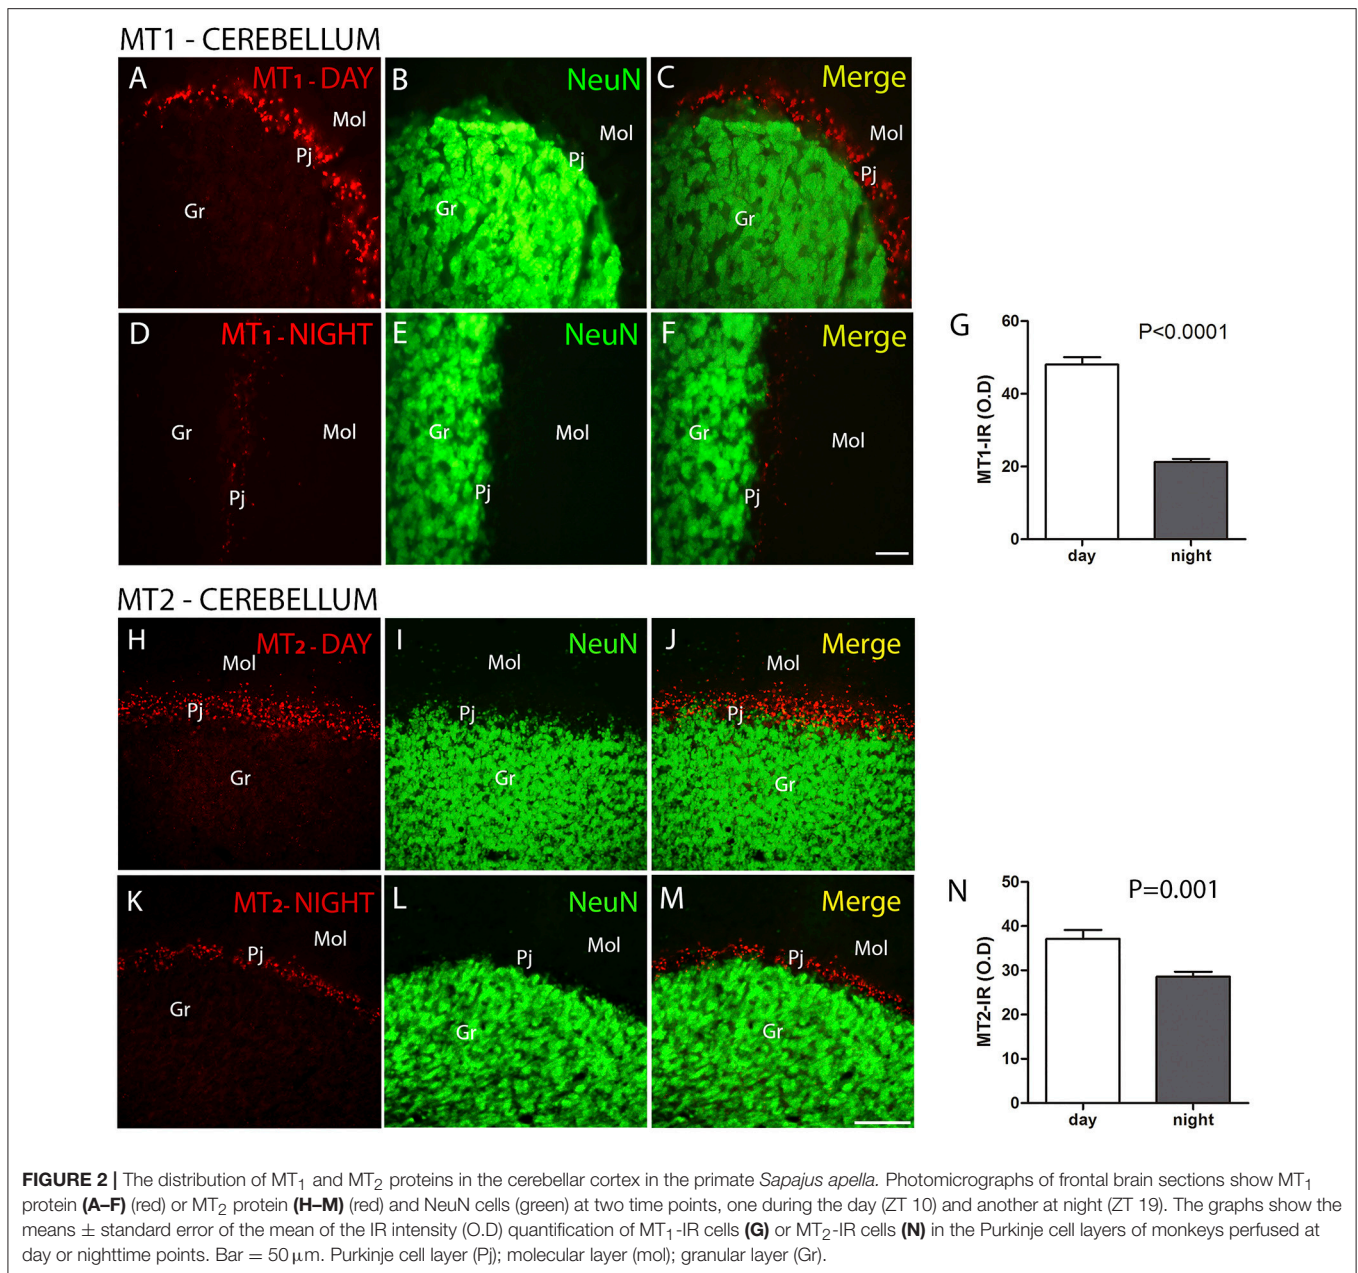 MT1 - CEREBELLUM
A MT1-DAY
Mol
Pj
Gr
B NeuN
Mol
Pj
Gr
C Merge
Mol
Pj
Gr
D MT1-NIGHT
Gr Mol
Pj
E NeuN
Gr Mol
Pj
F Merge
Gr Mol
Pj
G
P<0.0001
MT1-IR (O.D)
60
40
20
0
day night
MT2 - CEREBELLUM
H MT2-DAY
Mol
Pj
Gr
I NeuN
Mol
Pj
Gr
J Merge
Mol
Pj
Gr
K MT2-NIGHT
Mol
Pj
Gr
L NeuN
Mol
Pj
Gr
M Merge
Mol
Pj
Gr
N
P=0.001
MT2-IR (O.D)
50
40
30
20
10
0
day night
FIGURE 2 | The distribution of MT1 and MT2 proteins in the cerebellar cortex in the primate Sapajus apella. Photomicrographs of frontal brain sections show MT1
protein (A–F) (red) or MT2 protein (H–M) (red) and NeuN cells (green) at two time points, one during the day (ZT 10) and another at night (ZT 19). The graphs show the
means ± standard error of the mean of the IR intensity (O.D) quantification of MT1-IR cells (G) or MT2-IR cells (N) in the Purkinje cell layers of monkeys perfused at
day or nighttime points. Bar = 50 μm. Purkinje cell layer (Pj); molecular layer (mol); granular layer (Gr).